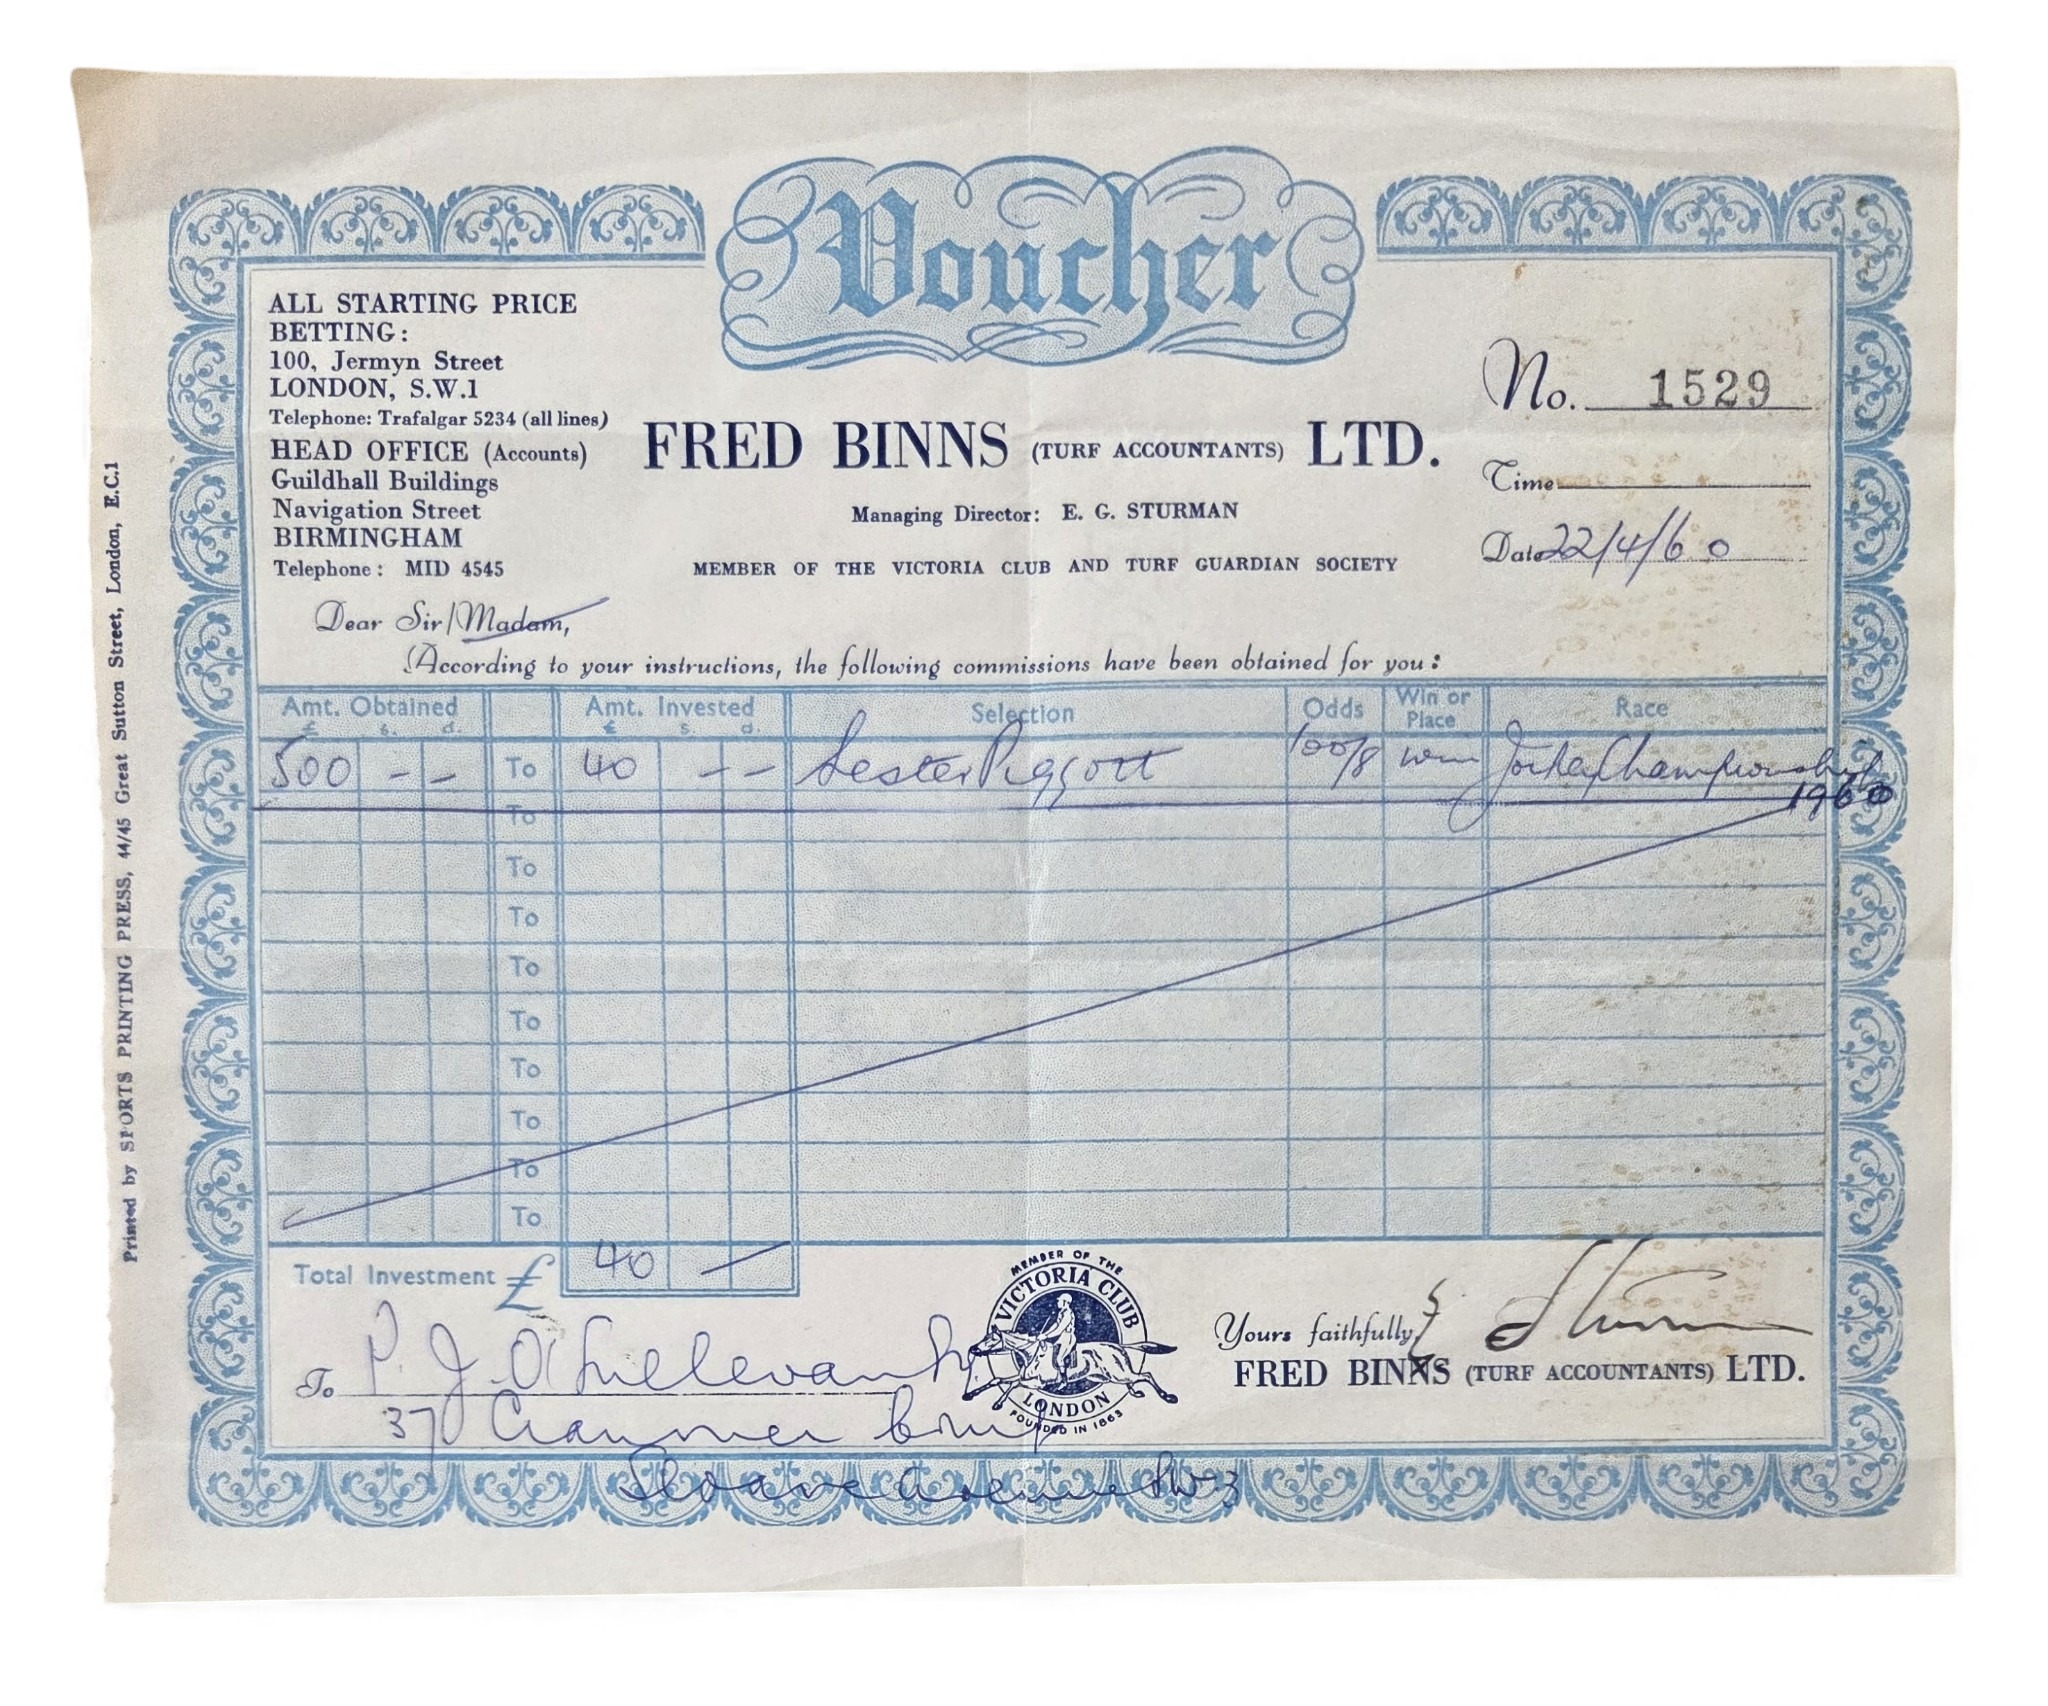 Voucher
ALL STARTING PRICE
BETTING:
100, Jermyn Street
LONDON, S.W.1
Telephone: Trafalgar 5234 (all lines)
HEAD OFFICE (Accounts)
Guildhall Buildings
Navigation Street
BIRMINGHAM
Telephone: MID 4545
FRED BINNS (TURF ACCOUNTANTS) LTD.
Managing Director: E. G. STURMAN
MEMBER OF THE VICTORIA CLUB AND TURF GUARDIAN SOCIETY
No. 1529
Time
Date 22/4/60
Dear Sir/Madam,
According to your instructions, the following commissions have been obtained for you:
Amt. Obtained Amt. Invested Selection Odds Win or Place Race
£ s. d. £ s. d.
500 - - To 40 - - Lester Piggott 100/8 win Jockey Championship
To 1960
To
To
To
To
To
To
To
To
Total Investment £ 40 —
To P. J. O'Sullevan
37 Cranmer Court
Sloane Avenue SW3
MEMBER OF THE
VICTORIA CLUB
LONDON
FOUNDED IN 1863
Yours faithfully,
FRED BINNS (TURF ACCOUNTANTS) LTD.
Printed by SPORTS PRINTING PRESS, 44/45 Great Sutton Street, London, E.C.1